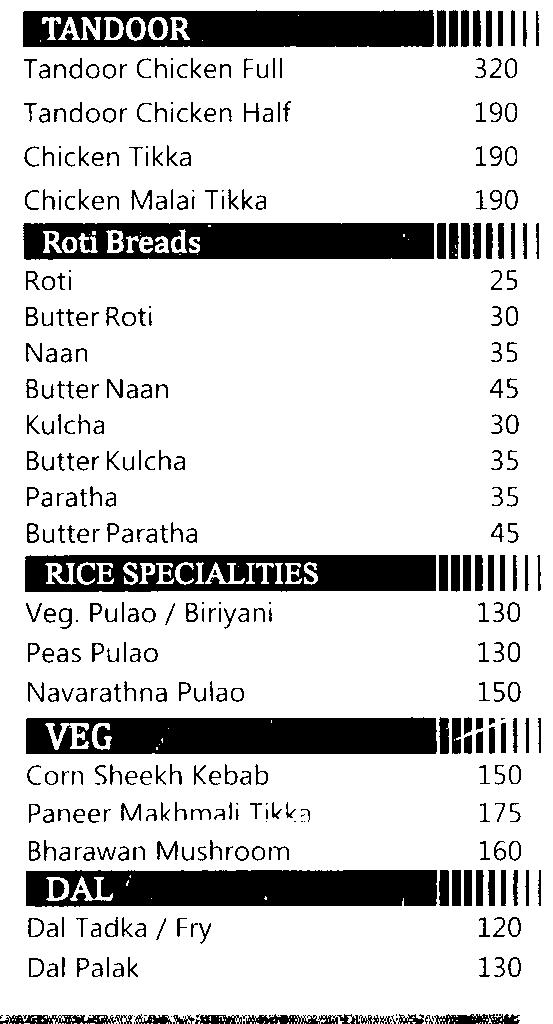 TANDOOR
Tandoor Chicken Full 320
Tandoor Chicken Half 190
Chicken Tikka 190
Chicken Malai Tikka 190
Roti Breads
Roti 25
Butter Roti 30
Naan 35
Butter Naan 45
Kulcha 30
Butter Kulcha 35
Paratha 35
Butter Paratha 45
RICE SPECIALITIES
Veg. Pulao / Biriyani 130
Peas Pulao 130
Navarathna Pulao 150
VEG
Corn Sheekh Kebab 150
Paneer Makhmali Tikka 175
Bharawan Mushroom 160
DAL
Dal Tadka / Fry 120
Dal Palak 130